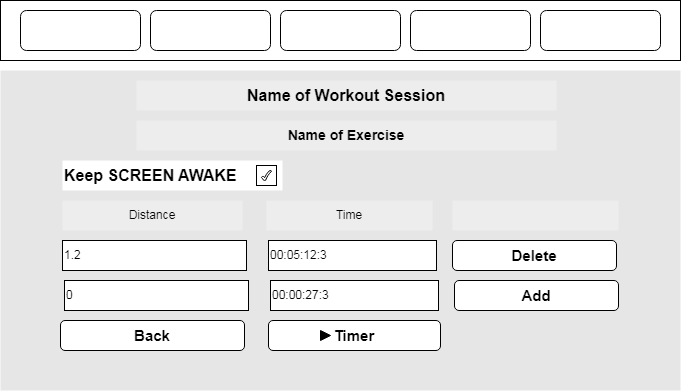 Name of Workout Session
Name of Exercise
Keep SCREEN AWAKE
Distance Time
1.2 00:05:12:3 Delete
0 00:00:27:3 Add
Back Timer